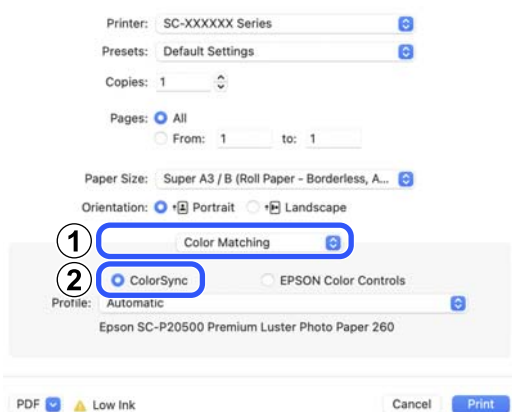 Printer: SC-XXXXXX Series
Presets: Default Settings
Copies: 1
Pages: All
From: 1 to: 1
Paper Size: Super A3 / B (Roll Paper - Borderless, A...
Orientation: Portrait Landscape
1 Color Matching
2 ColorSync EPSON Color Controls
Profile: Automatic
Epson SC-P20500 Premium Luster Photo Paper 260
PDF Low Ink Cancel Print